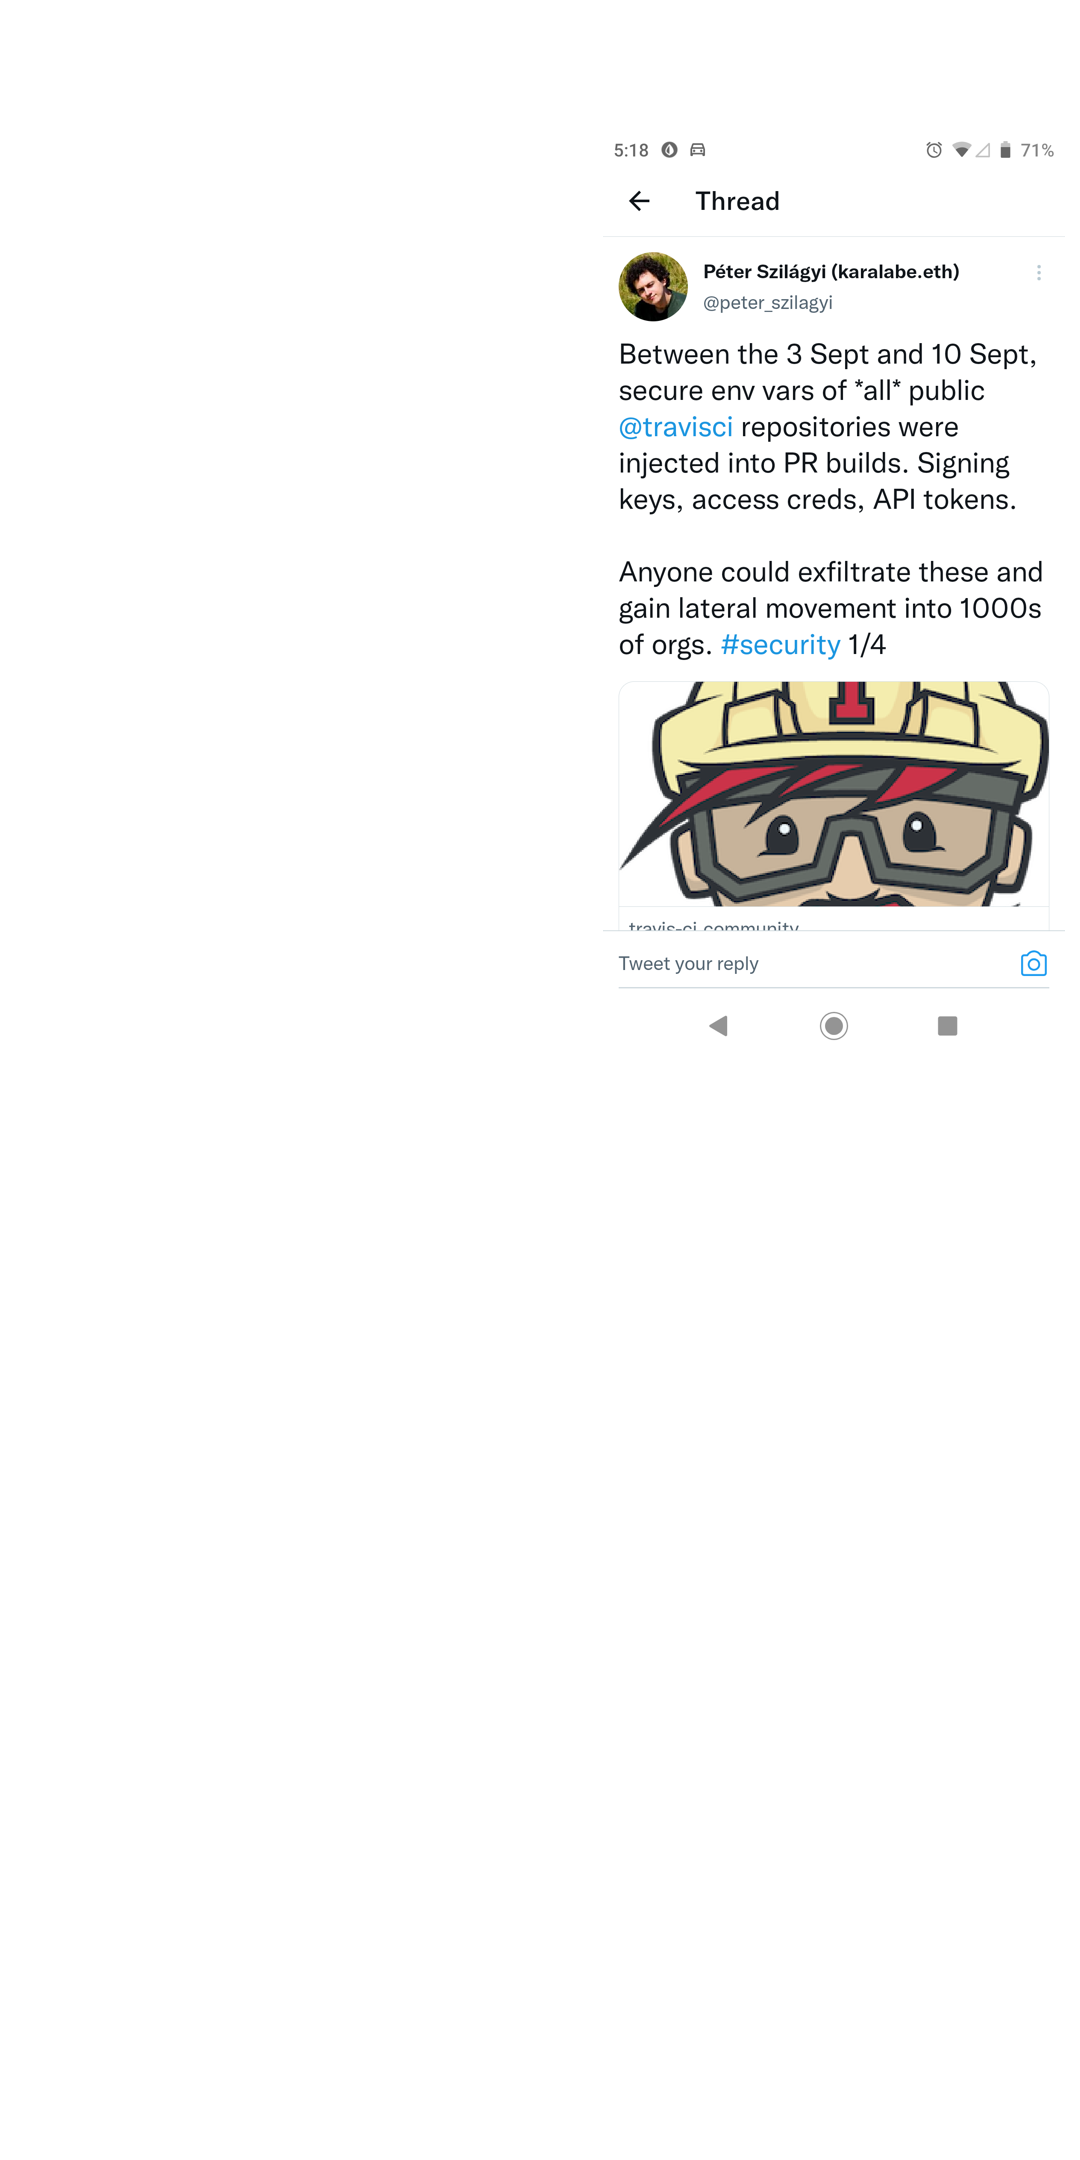 5:18
71%
Thread
Péter Szilágyi (karalabe.eth)
@peter_szilagyi
Between the 3 Sept and 10 Sept,
secure env vars of *all* public
@travisci repositories were
injected into PR builds. Signing
keys, access creds, API tokens.
Anyone could exfiltrate these and
gain lateral movement into 1000s
of orgs. #security 1/4
travis-ci.community
Tweet your reply